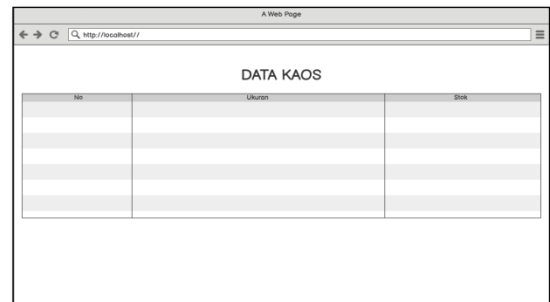 A Web Page
http://localhost//
DATA KAOS
No Ukuran Stok